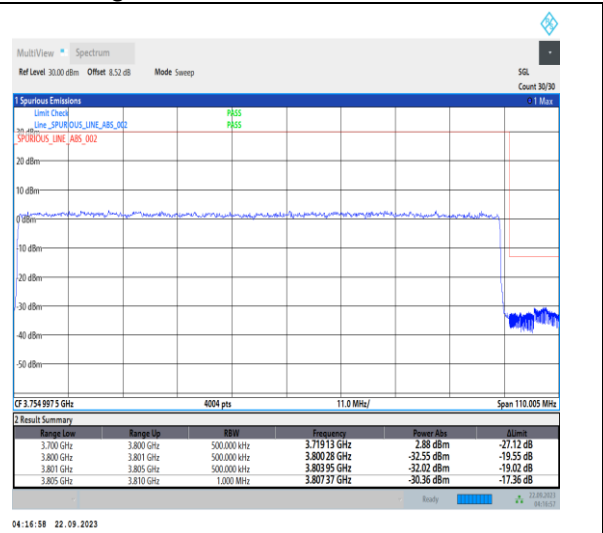 MultiView Spectrum
Ref Level 30.00 dBm Offset 8.52 dB Mode Sweep SGL
Count 30/30
1 Spurious Emissions 1 Max
Limit Check PASS
Line _SPURIOUS_LINE_ABS_002 PASS
30 dBm
_SPURIOUS_LINE_ABS_002
20 dBm
10 dBm
0 dBm
-10 dBm
-20 dBm
-30 dBm
-40 dBm
-50 dBm
CF 3.7549975 GHz 4004 pts 11.0 MHz/ Span 110.005 MHz
2 Result Summary
Range Low Range Up RBW Frequency Power Abs ΔLimit
3.700 GHz 3.800 GHz 500.000 kHz 3.71913 GHz 2.88 dBm -27.12 dB
3.800 GHz 3.801 GHz 500.000 kHz 3.80028 GHz -32.55 dBm -19.55 dB
3.801 GHz 3.805 GHz 500.000 kHz 3.80395 GHz -32.02 dBm -19.02 dB
3.805 GHz 3.810 GHz 1.000 MHz 3.80737 GHz -30.36 dBm -17.36 dB
Ready 22.09.2023
04:16:57
04:16:58 22.09.2023